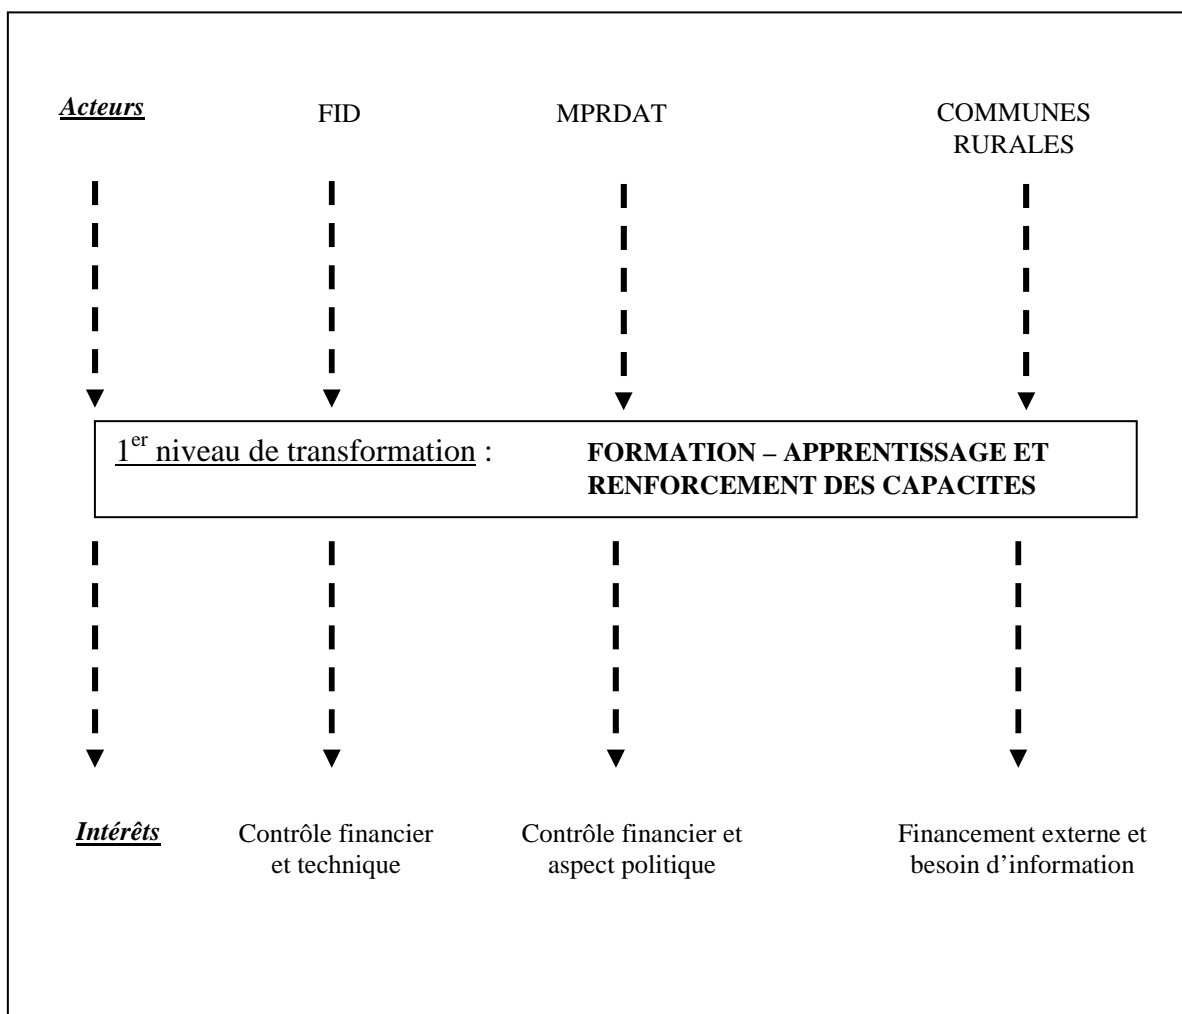 Acteurs FID MPRDAT COMMUNES
RURALES
1er niveau de transformation : FORMATION – APPRENTISSAGE ET
RENFORCEMENT DES CAPACITES
Intérêts Contrôle financier Contrôle financier et Financement externe et
et technique aspect politique besoin d’information